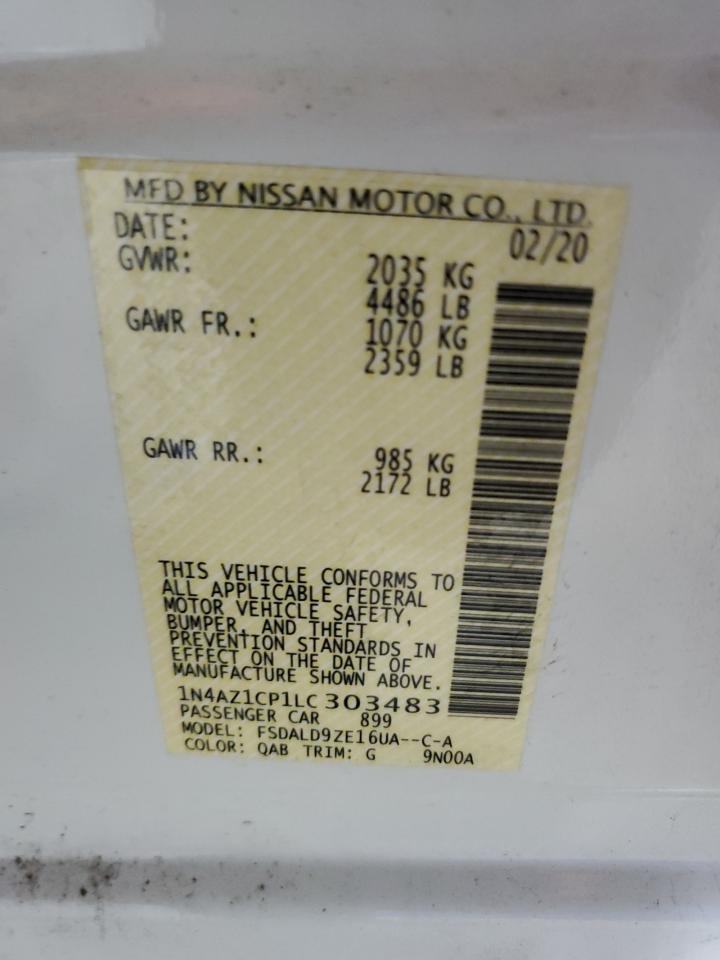 MFD BY NISSAN MOTOR CO., LTD.
DATE: 02/20
GVWR: 2035 KG
4486 LB
GAWR FR.: 1070 KG
2359 LB
GAWR RR.: 985 KG
2172 LB
THIS VEHICLE CONFORMS TO
ALL APPLICABLE FEDERAL
MOTOR VEHICLE SAFETY,
BUMPER, AND THEFT
PREVENTION STANDARDS IN
EFFECT ON THE DATE OF
MANUFACTURE SHOWN ABOVE.
1N4AZ1CP1LC303483
PASSENGER CAR 899
MODEL: FSDALD9ZE16UA--C-A
COLOR: QAB TRIM: G 9N00A